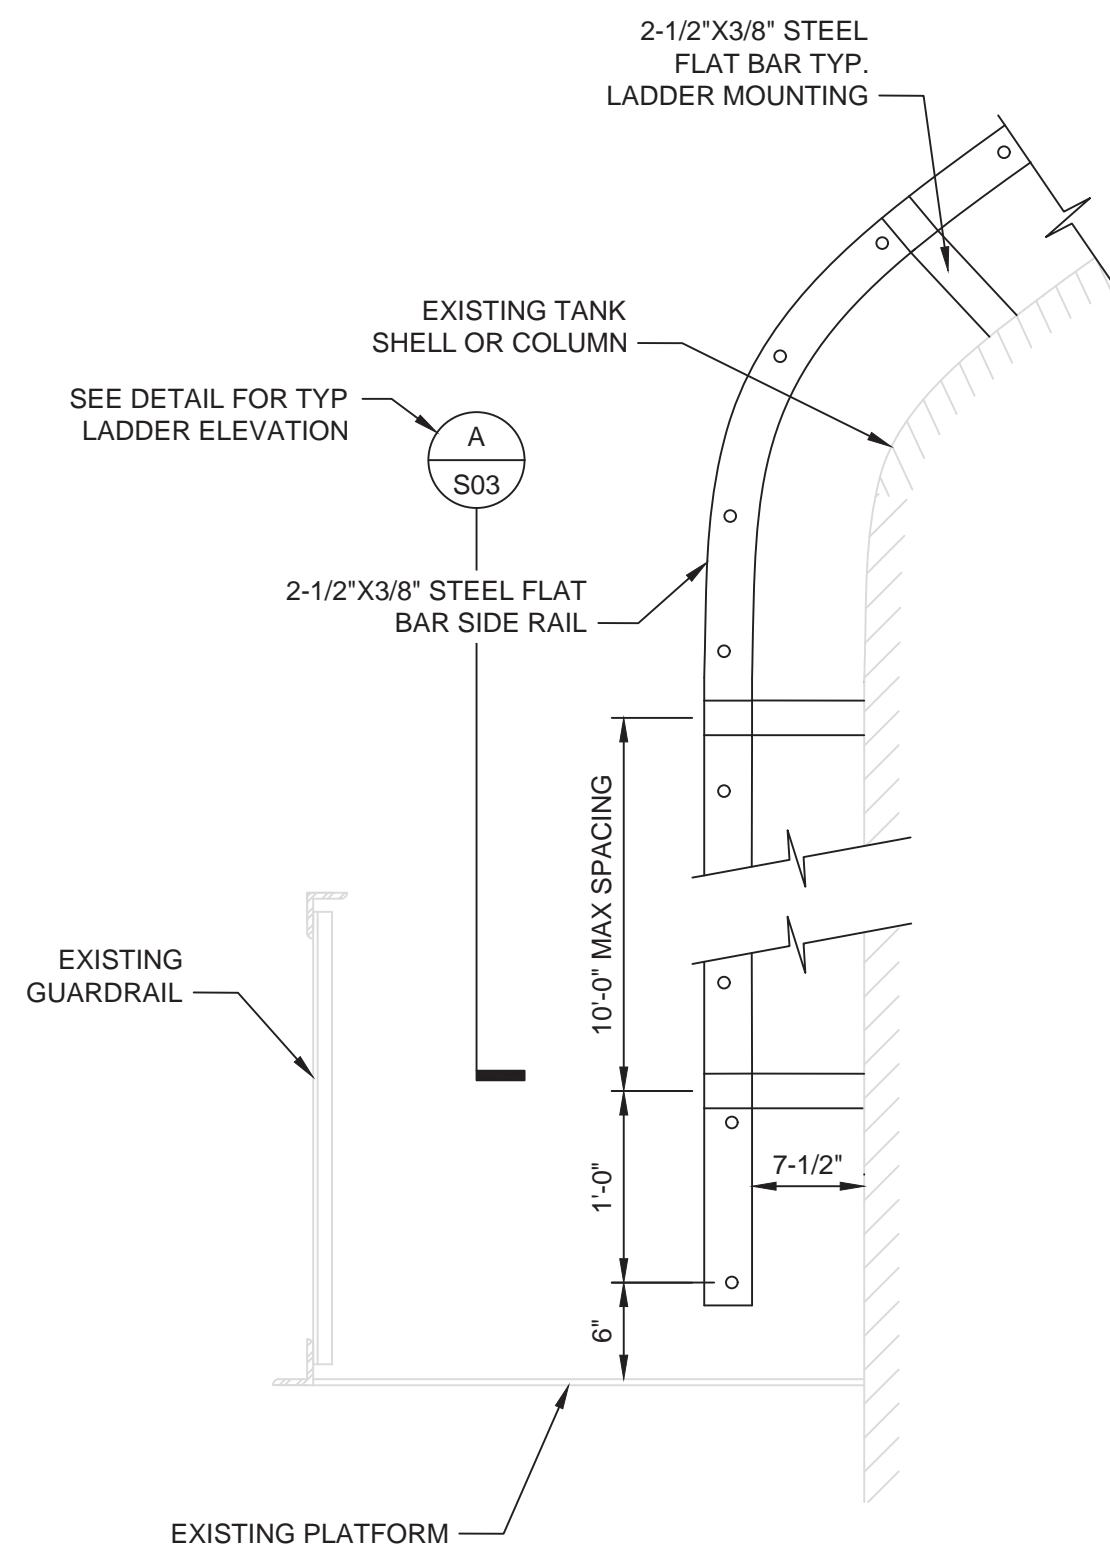 2-1/2"X3/8" STEEL
FLAT BAR TYP.
LADDER MOUNTING
EXISTING TANK
SHELL OR COLUMN
SEE DETAIL FOR TYP
LADDER ELEVATION
A
S03
2-1/2"X3/8" STEEL FLAT
BAR SIDE RAIL
10'-0" MAX SPACING
EXISTING
GUARDRAIL
1'-0"
7-1/2"
6"
EXISTING PLATFORM